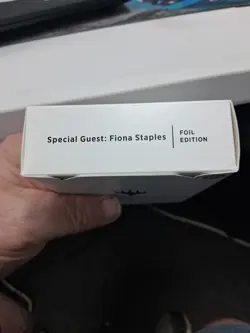 Special Guest: Fiona Staples
FOIL
EDITION